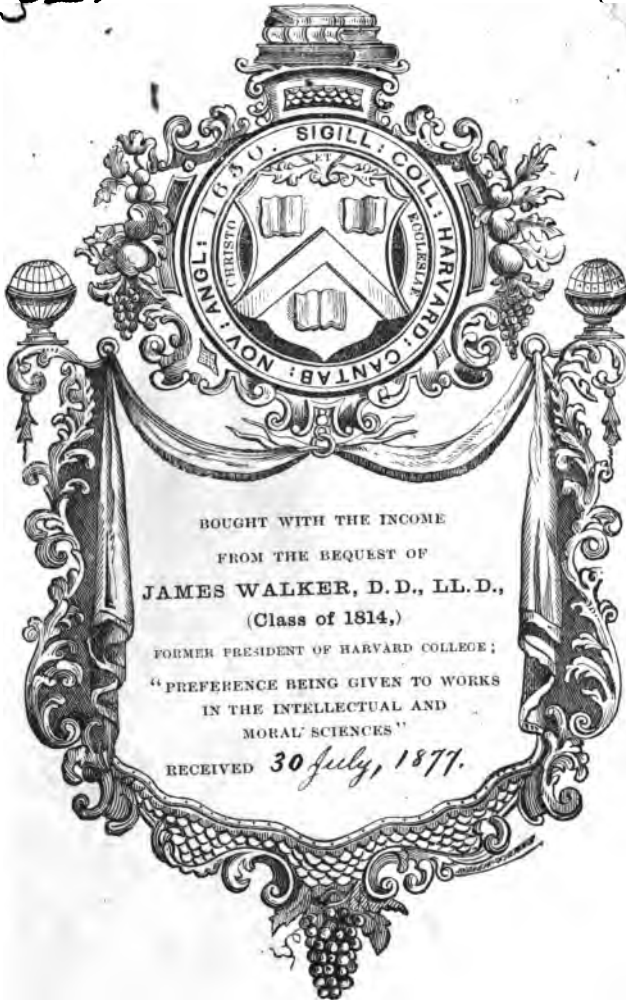 SIGILL: COLL: HARVARD: CANTAB: NOV: ANGL: 1650.
CHRISTO
ET
ECCLESIAE
BOUGHT WITH THE INCOME
FROM THE BEQUEST OF
JAMES WALKER, D.D., LL.D.,
(Class of 1814,)
FORMER PRESIDENT OF HARVARD COLLEGE;
"PREFERENCE BEING GIVEN TO WORKS
IN THE INTELLECTUAL AND
MORAL SCIENCES"
RECEIVED 30 July, 1877.